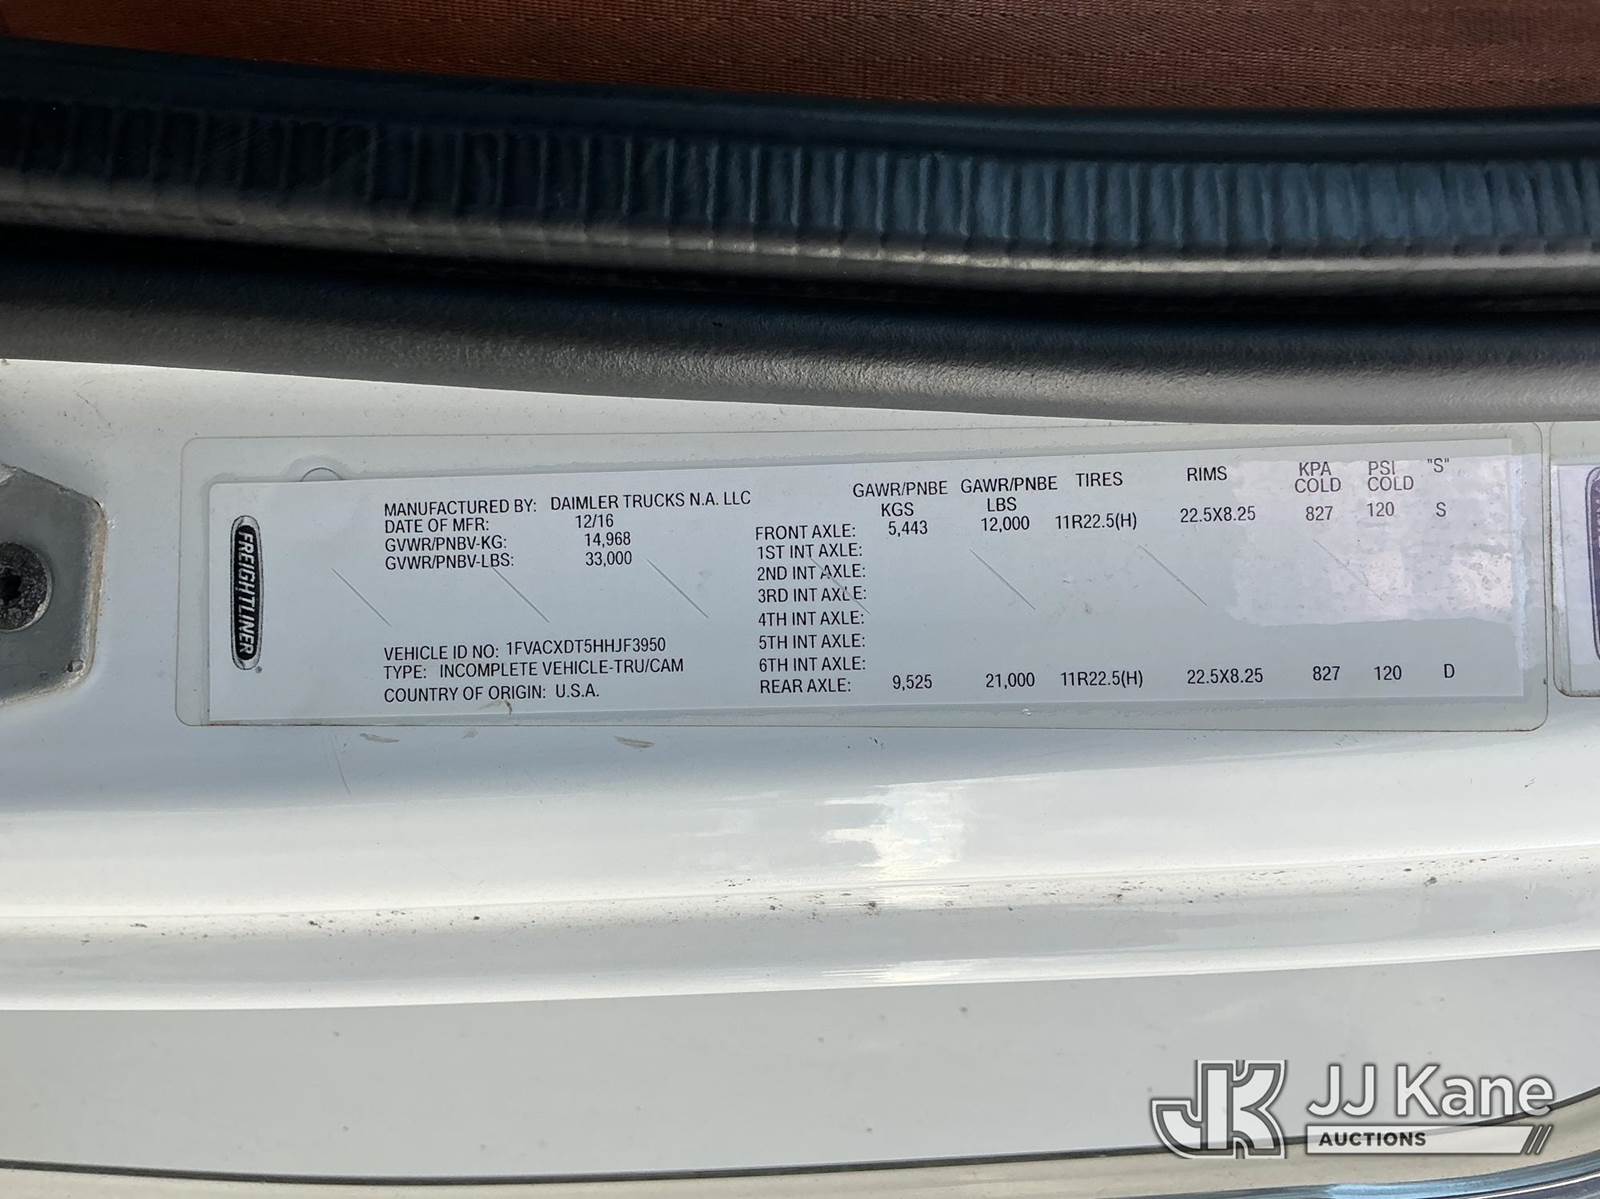 FREIGHTLINER
MANUFACTURED BY: DAIMLER TRUCKS N.A. LLC
DATE OF MFR: 12/16
GVWR/PNBV-KG: 14,968
GVWR/PNBV-LBS: 33,000
VEHICLE ID NO: 1FVACXDT5HHJF3950
TYPE: INCOMPLETE VEHICLE-TRU/CAM
COUNTRY OF ORIGIN: U.S.A.
GAWR/PNBE KGS GAWR/PNBE LBS TIRES RIMS KPA COLD PSI COLD "S"
FRONT AXLE: 5,443 12,000 11R22.5(H) 22.5X8.25 827 120 S
1ST INT AXLE:
2ND INT AXLE:
3RD INT AXLE:
4TH INT AXLE:
5TH INT AXLE:
6TH INT AXLE:
REAR AXLE: 9,525 21,000 11R22.5(H) 22.5X8.25 827 120 D
JK JJ Kane
AUCTIONS